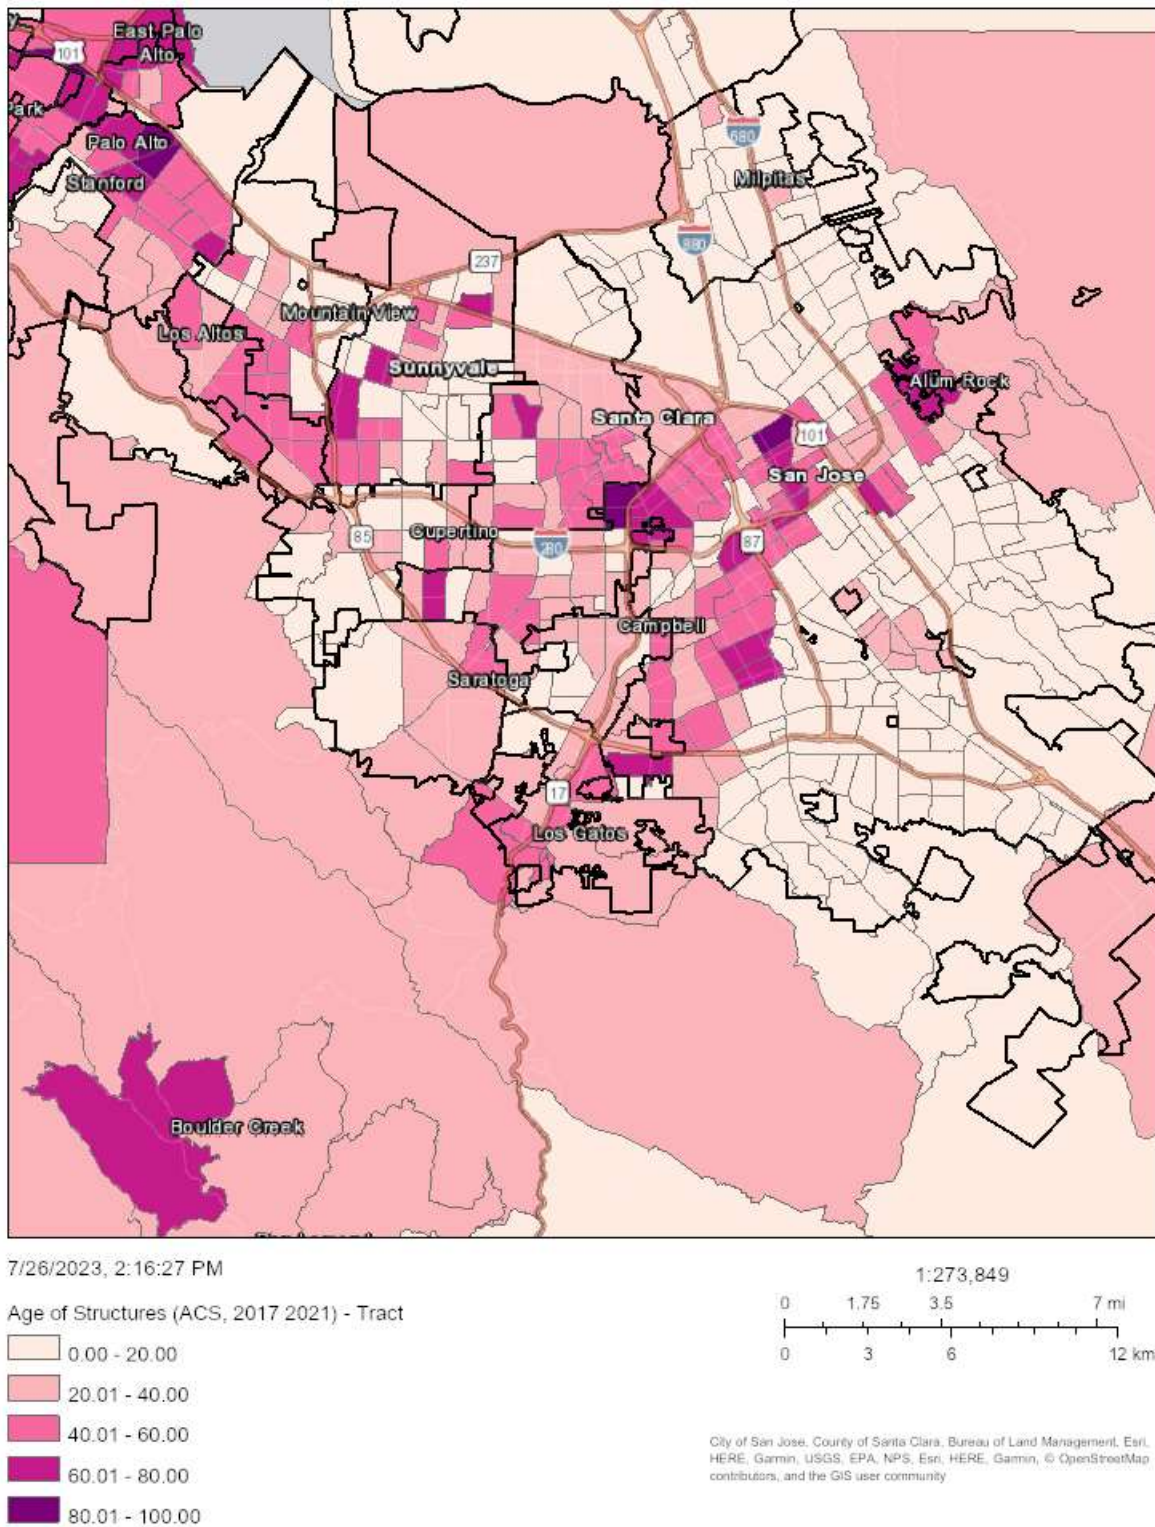 East Palo
Alto
101
Park
Palo Alto
Stanford
680
Milpitas
880
237
Mountain View
Los Altos
Sunnyvale
Alum Rock
Santa Clara
101
San Jose
Cupertino
85
280
87
Campbell
Saratoga
17
Los Gatos
Boulder Creek
7/26/2023, 2:16:27 PM
1:273,849
Age of Structures (ACS, 2017 2021) - Tract
0 1.75 3.5 7 mi
0 3 6 12 km
0.00 - 20.00
20.01 - 40.00
40.01 - 60.00
60.01 - 80.00
80.01 - 100.00
City of San Jose, County of Santa Clara, Bureau of Land Management, Esri,
HERE, Garmin, USGS, EPA, NPS, Esri, HERE, Garmin, © OpenStreetMap
contributors, and the GIS user community